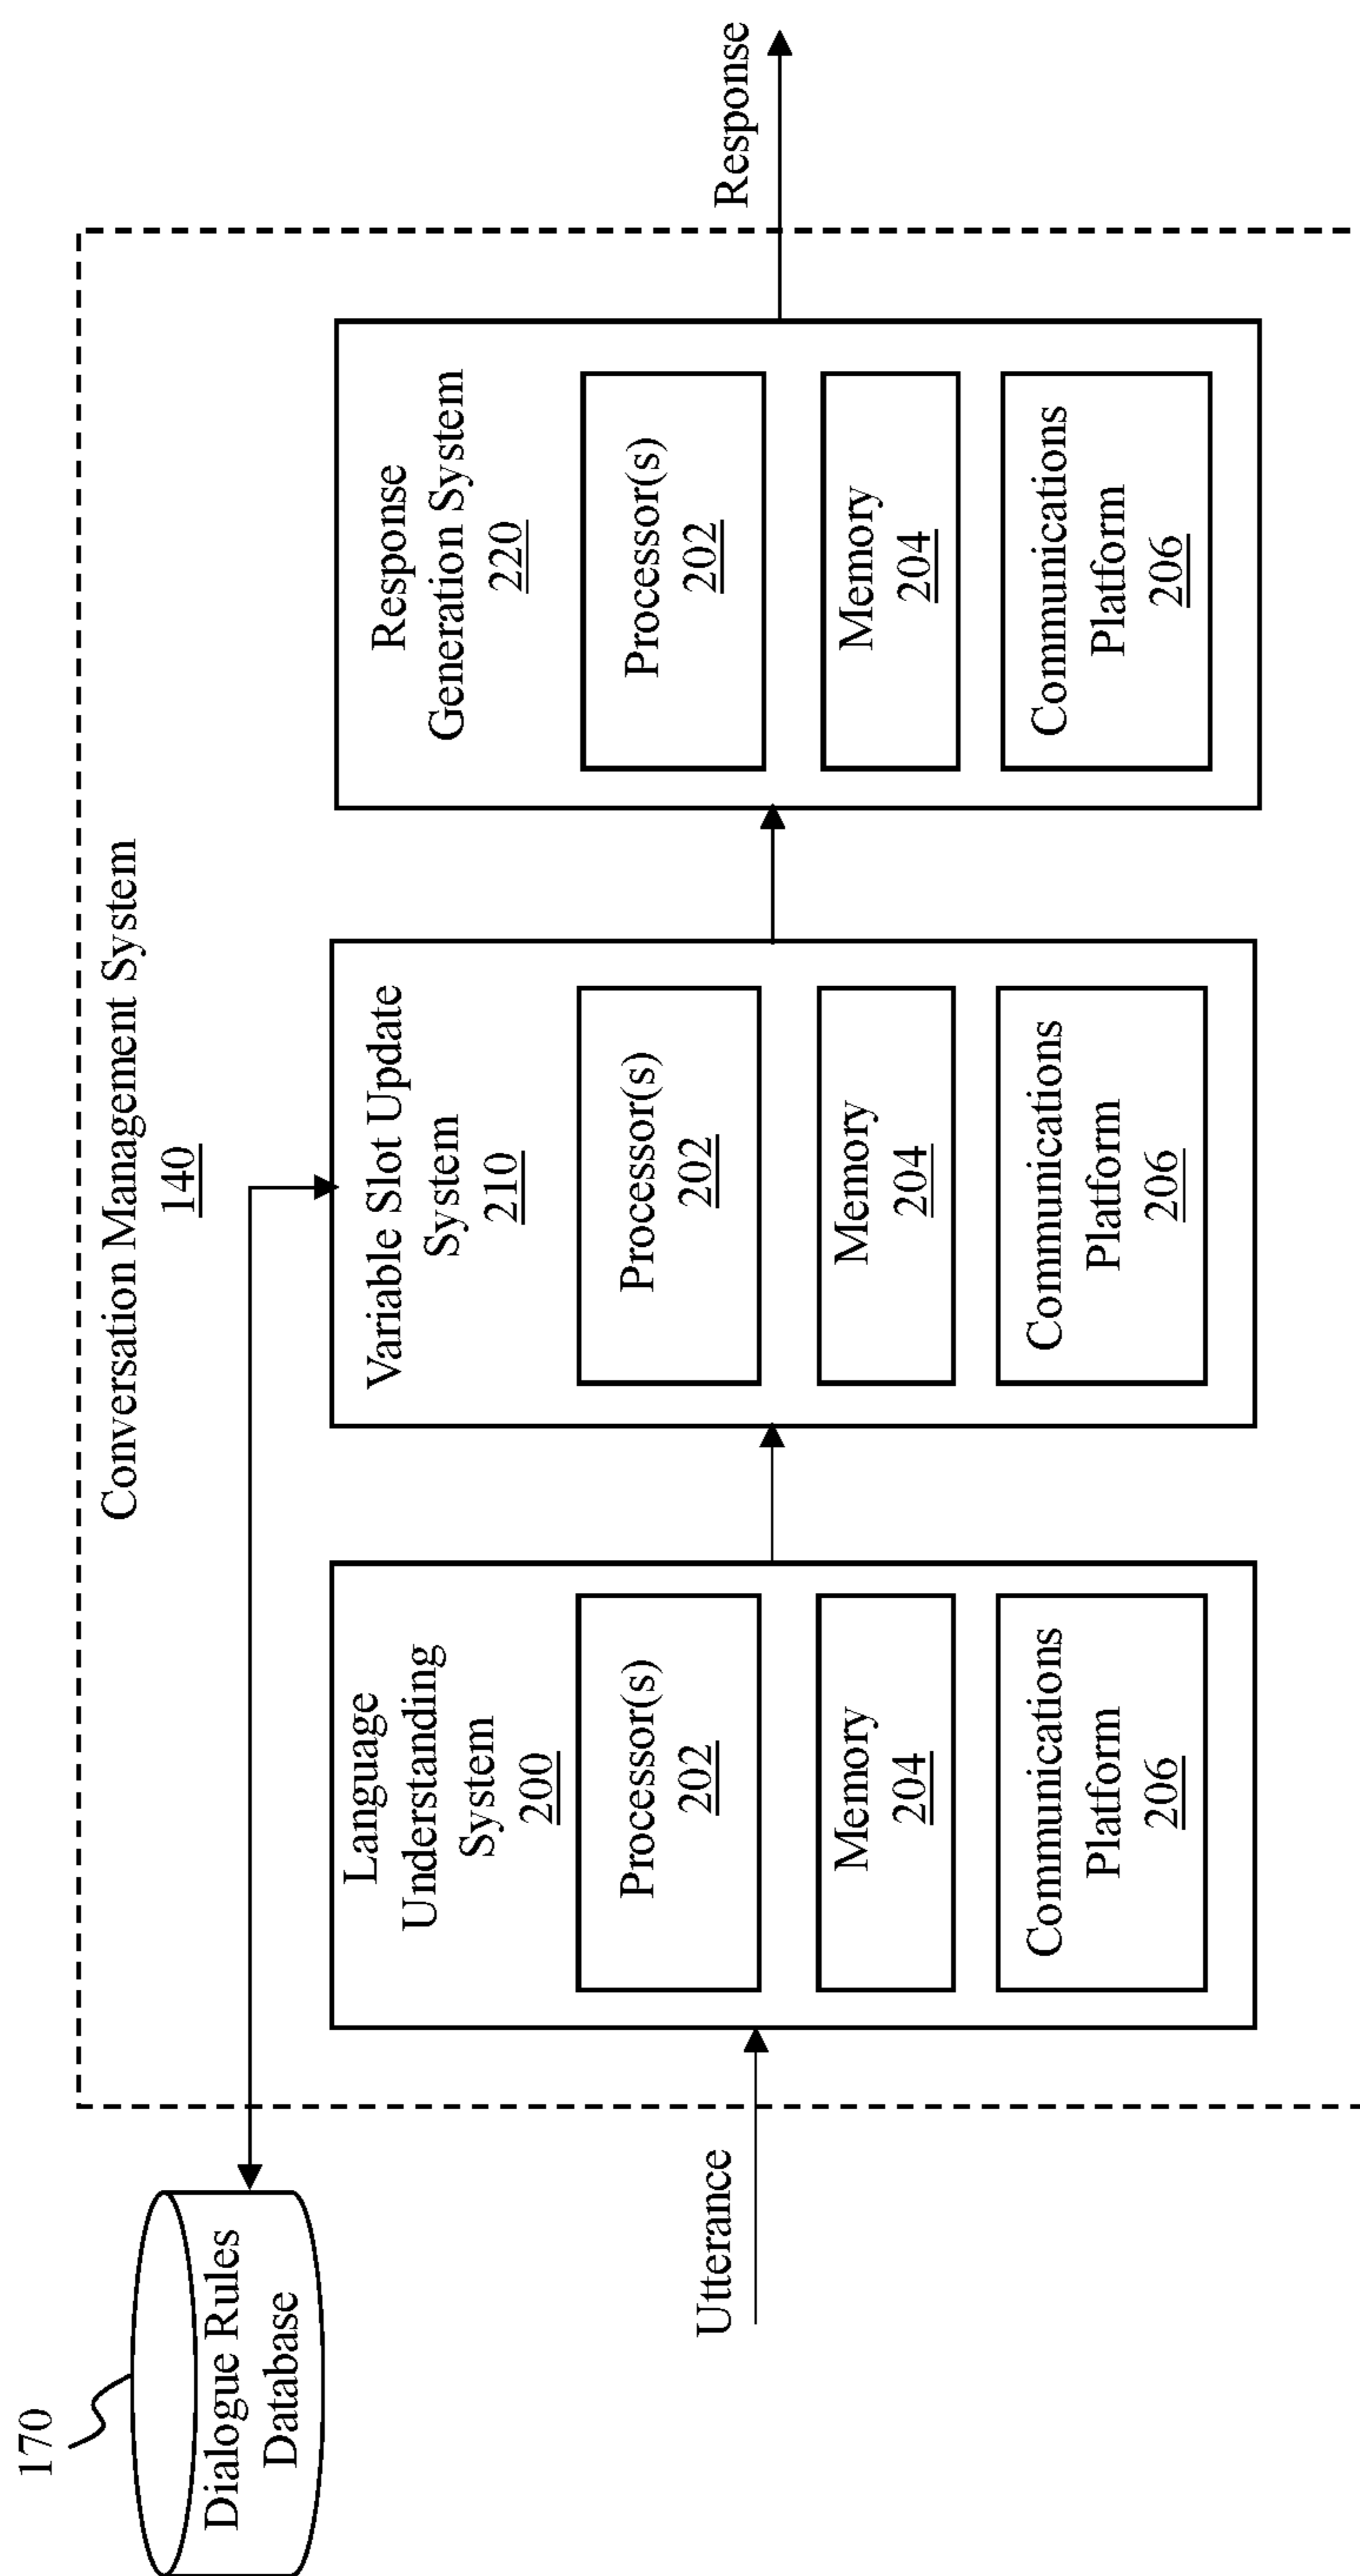 170
Dialogue Rules
Database
Conversation Management System
140
Utterance
Language
Understanding
System
200
Processor(s)
202
Memory
204
Communications
Platform
206
Variable Slot Update
System
210
Processor(s)
202
Memory
204
Communications
Platform
206
Response
Generation System
220
Processor(s)
202
Memory
204
Communications
Platform
206
Response